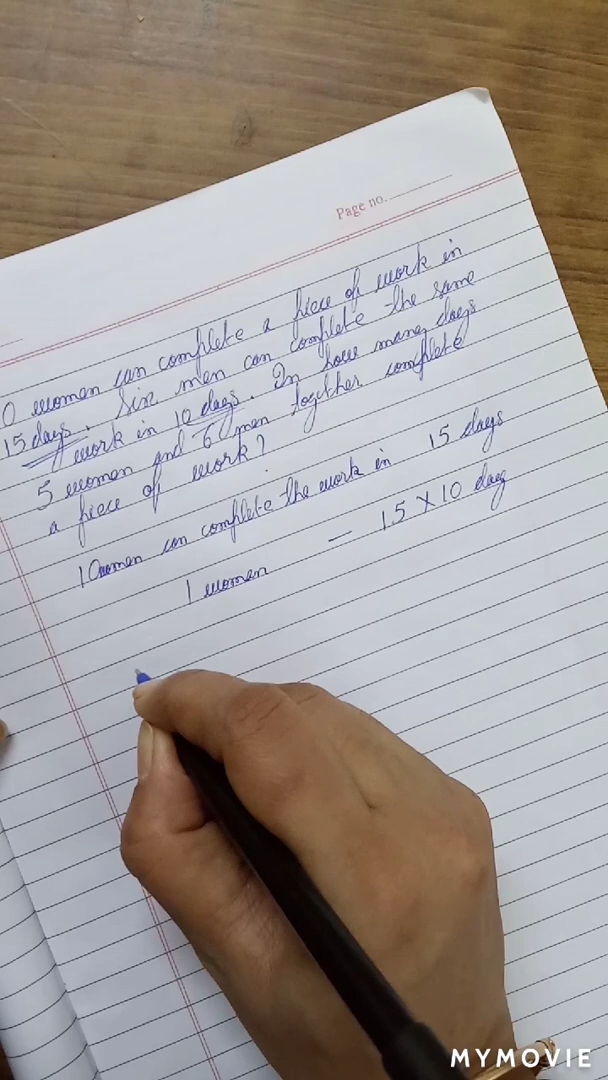 Page no.
0 women can complete a piece of work in
15 days. Six men can complete the same
work in 10 days. In how many days
5 women and 6 men together complete
a piece of work?
10women can complete the work in 15 days
1 women — 15 X 10 day
MYMOVIE